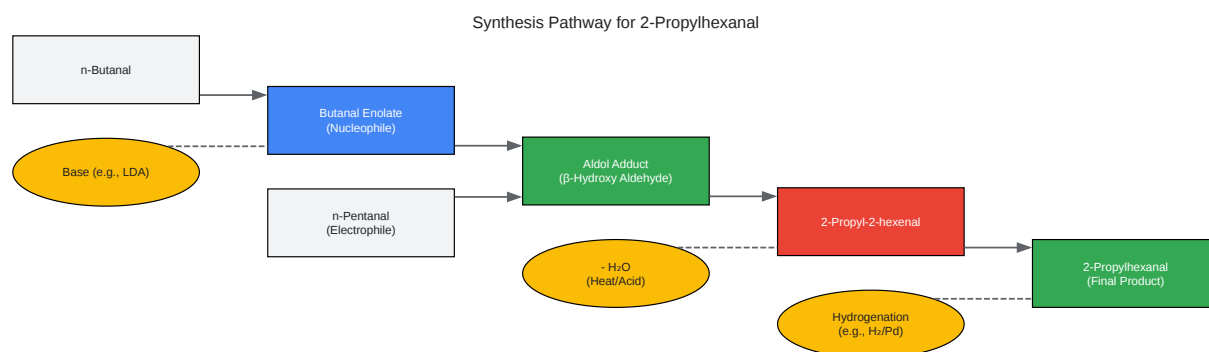 Synthesis Pathway for 2-Propylhexanal
n-Butanal
Butanal Enolate
(Nucleophile)
Base (e.g., LDA)
Aldol Adduct
(β-Hydroxy Aldehyde)
n-Pentanal
(Electrophile)
2-Propyl-2-hexenal
- H₂O
(Heat/Acid)
2-Propylhexanal
(Final Product)
Hydrogenation
(e.g., H₂/Pd)